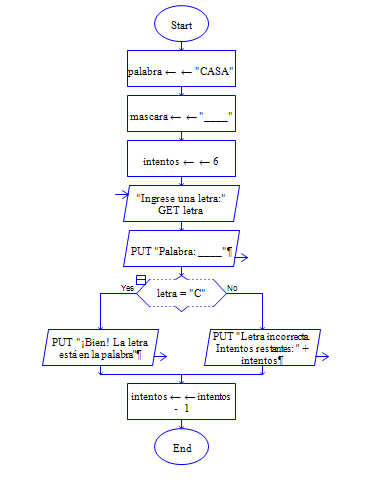 Start
palabra ← ← "CASA"
mascara ← ← "____"
intentos ← ← 6
"Ingrese una letra:"
GET letra
PUT "Palabra: ____"¶
Yes
letra = "C"
No
PUT "¡Bien! La letra
está en la palabra"¶
PUT "Letra incorrecta.
Intentos restantes: " +
intentos¶
intentos ← ← intentos
- 1
End